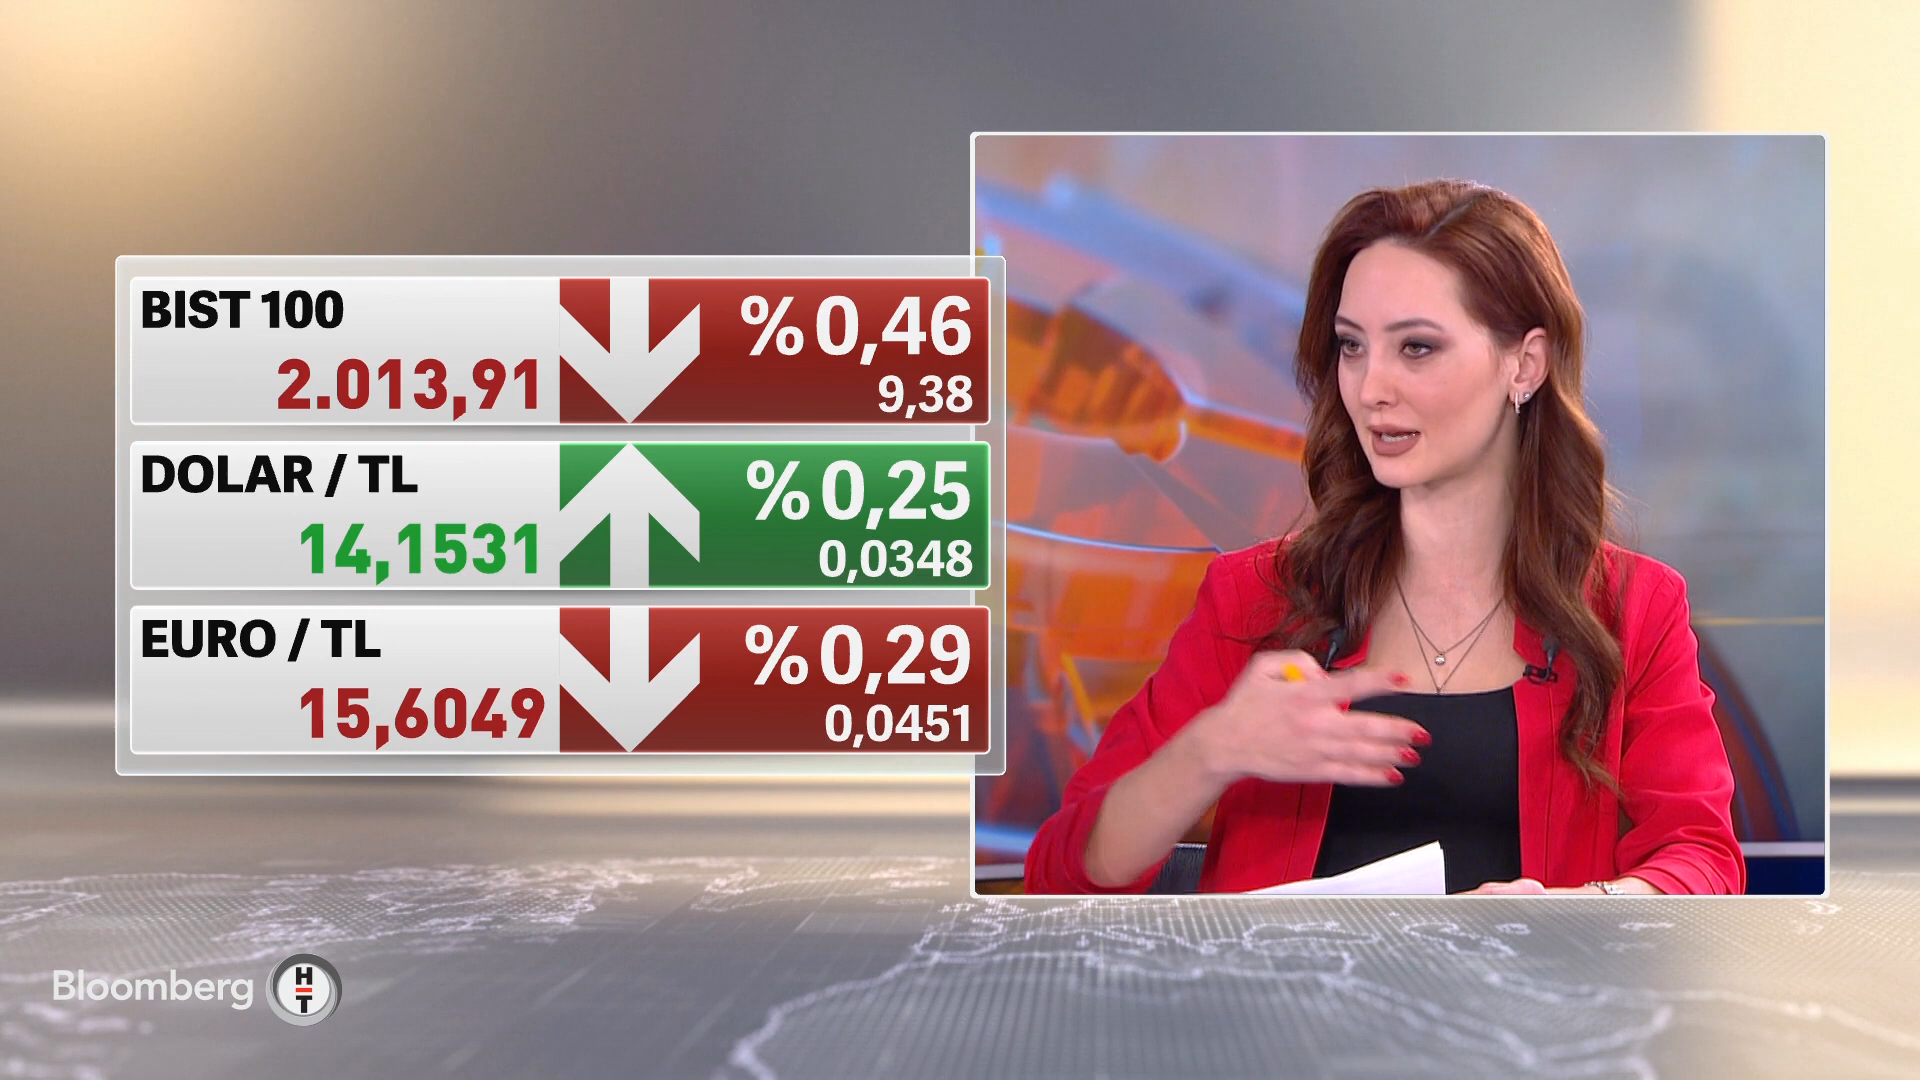 BIST 100
2.013,91
%0,46
9,38
DOLAR / TL
14,1531
%0,25
0,0348
EURO / TL
15,6049
%0,29
0,0451
Bloomberg HT